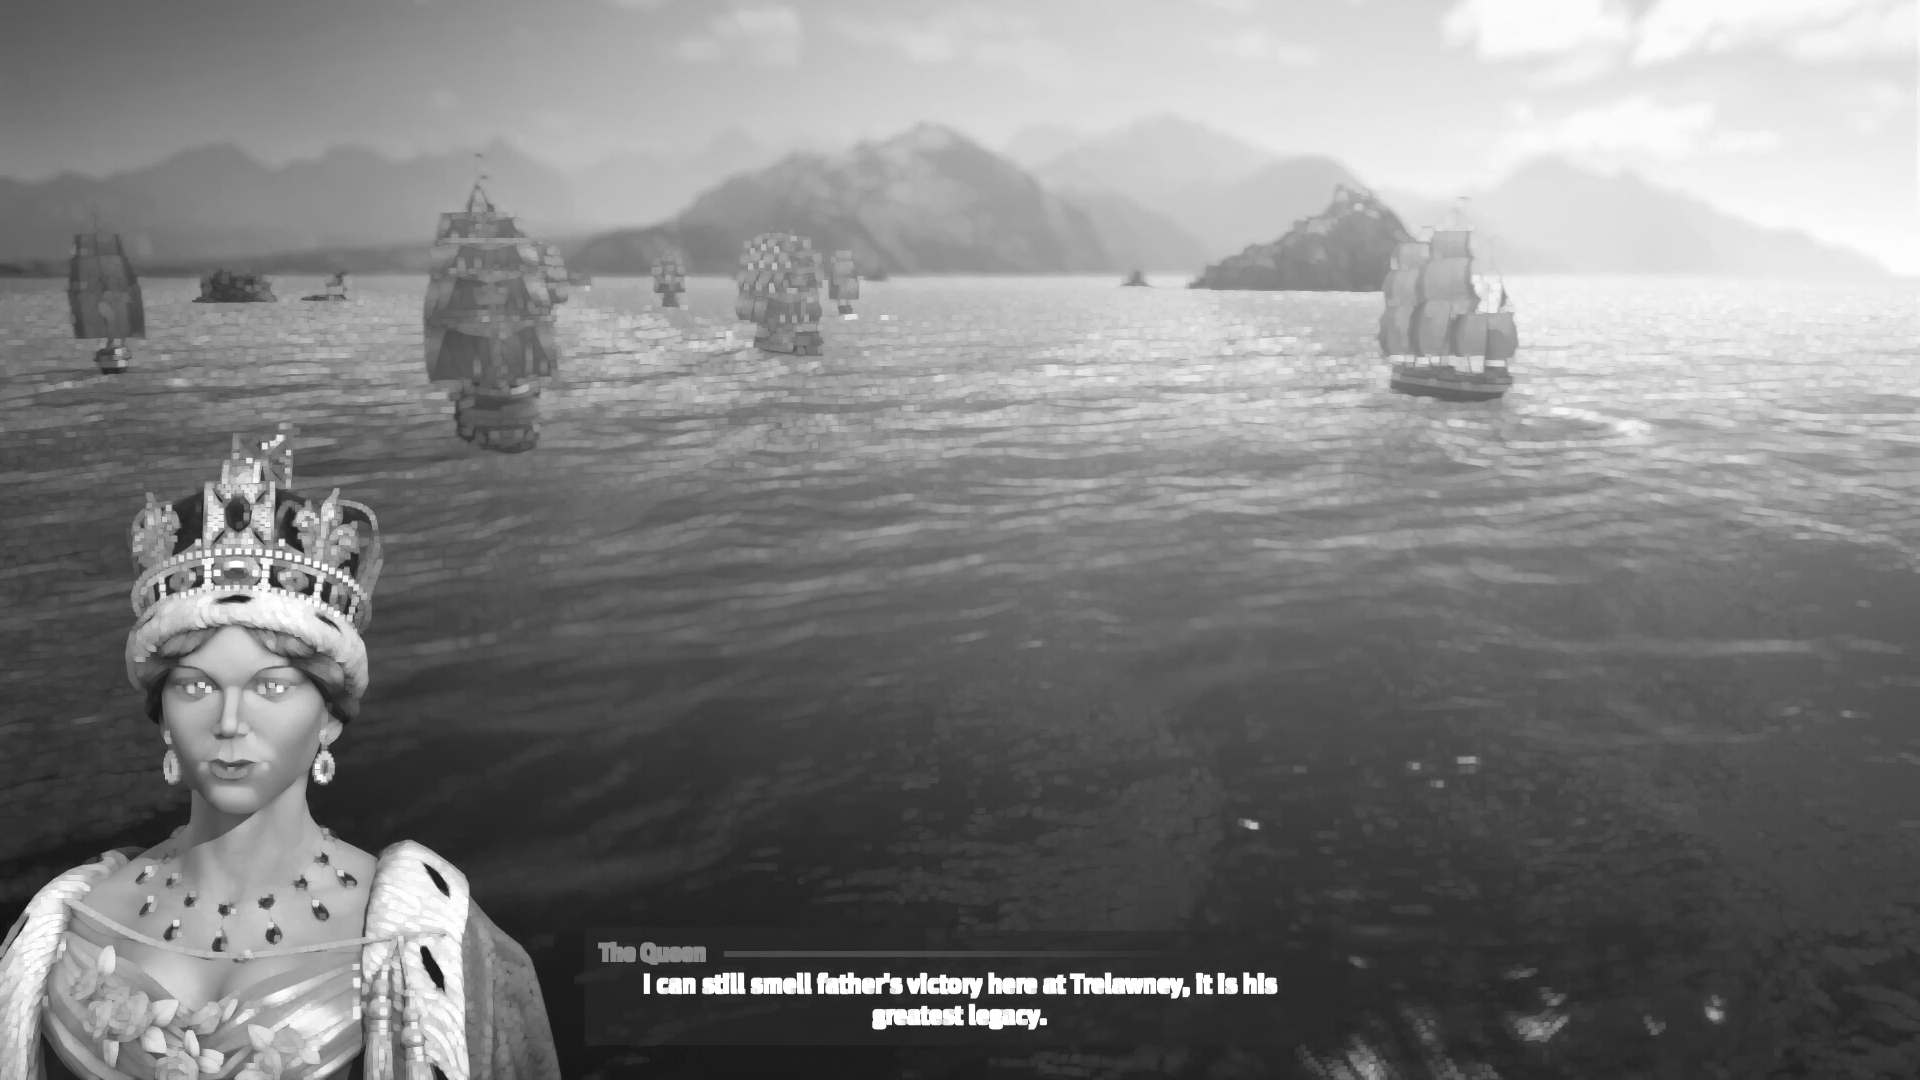 The Queen
I can still smell father's victory here at Trelawney, it is his
greatest legacy.